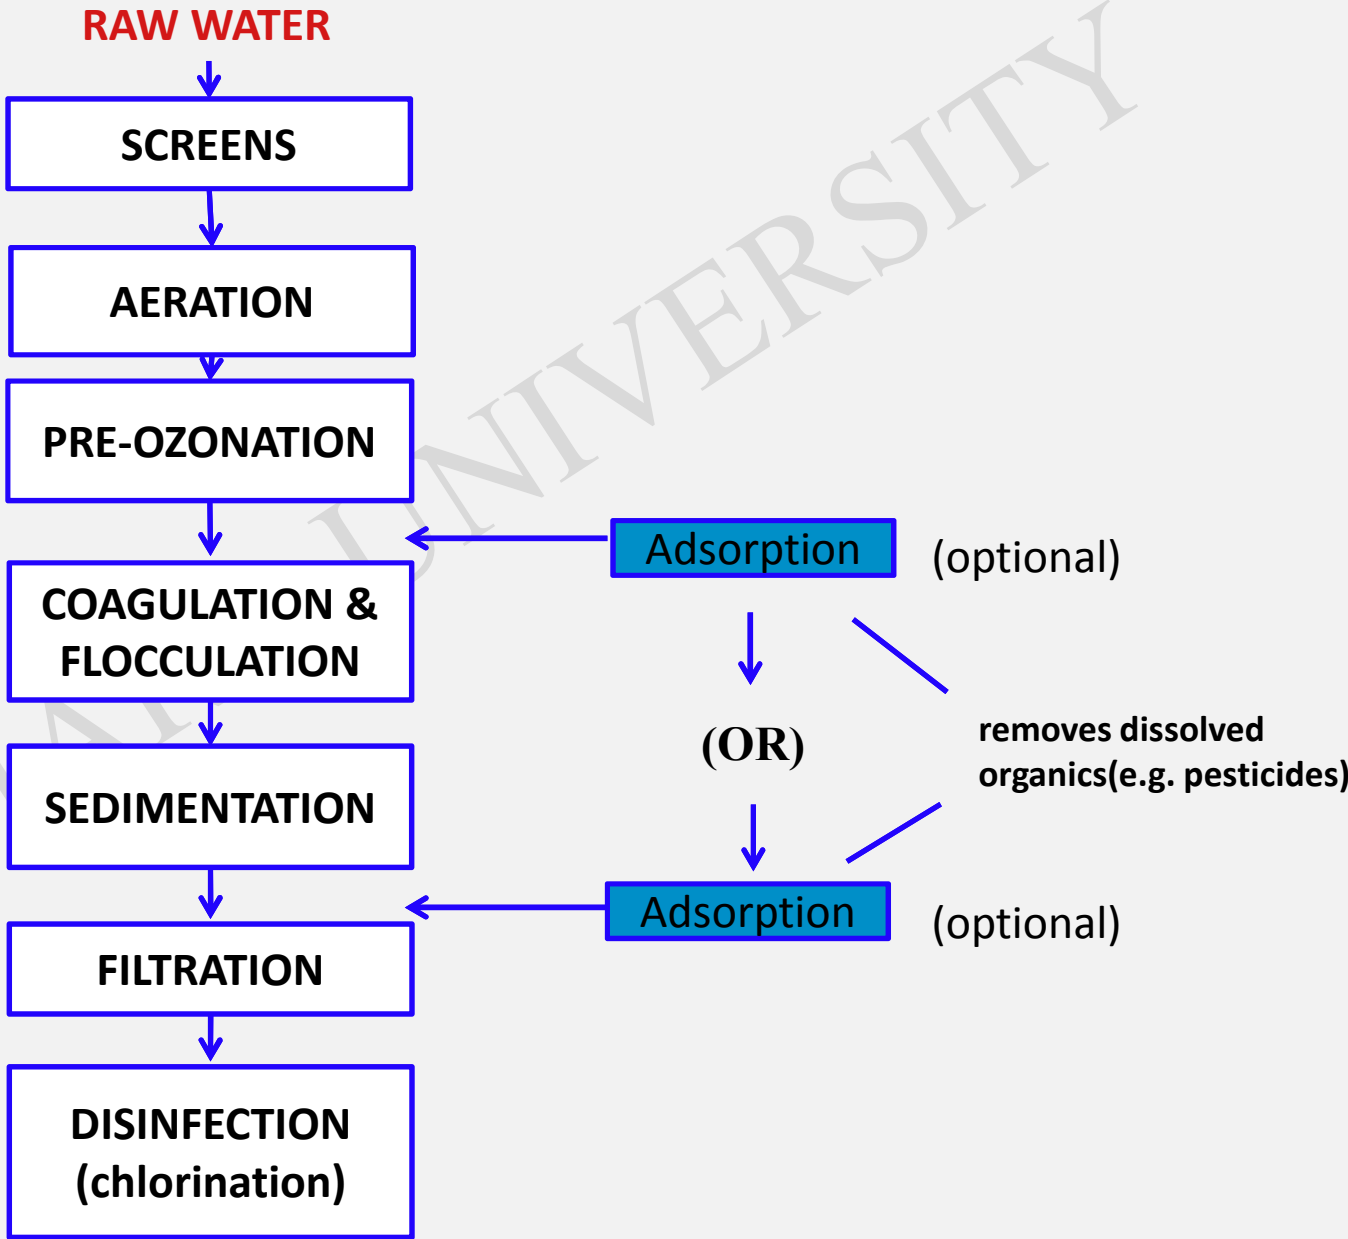 RAW WATER
SCREENS
AERATION
PRE-OZONATION
Adsorption
(optional)
COAGULATION &
FLOCCULATION
(OR)
removes dissolved
organics(e.g. pesticides)
SEDIMENTATION
Adsorption
(optional)
FILTRATION
DISINFECTION
(chlorination)
UNIVERSITY